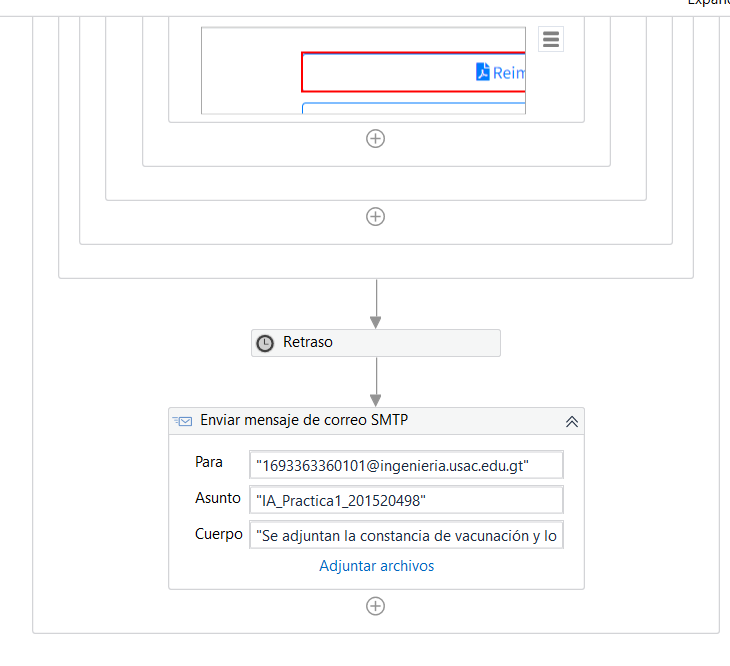 Reim
Retraso
Enviar mensaje de correo SMTP
Para "1693363360101@ingenieria.usac.edu.gt"
Asunto "IA_Practica1_201520498"
Cuerpo "Se adjuntan la constancia de vacunación y lo
Adjuntar archivos